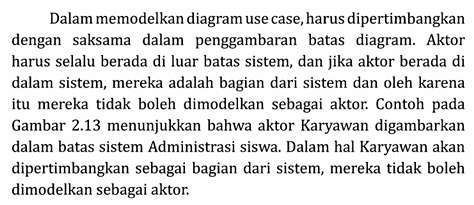 Dalam memodelkan diagram use case, harus dipertimbangkan
dengan saksama dalam penggambaran batas diagram. Aktor
harus selalu berada di luar batas sistem, dan jika aktor berada di
dalam sistem, mereka adalah bagian dari sistem dan oleh karena
itu mereka tidak boleh dimodelkan sebagai aktor. Contoh pada
Gambar 2.13 menunjukkan bahwa aktor Karyawan digambarkan
dalam batas sistem Administrasi siswa. Dalam hal Karyawan akan
dipertimbangkan sebagai bagian dari sistem, mereka tidak boleh
dimodelkan sebagai aktor.